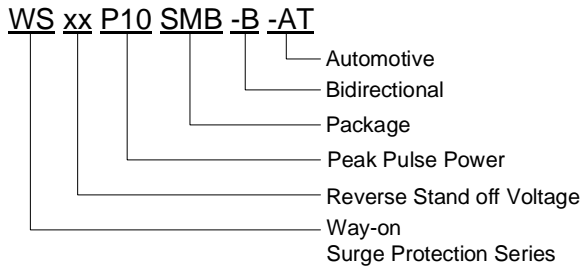 WS xx P10 SMB -B -AT
Automotive
Bidirectional
Package
Peak Pulse Power
Reverse Stand off Voltage
Way-on
Surge Protection Series